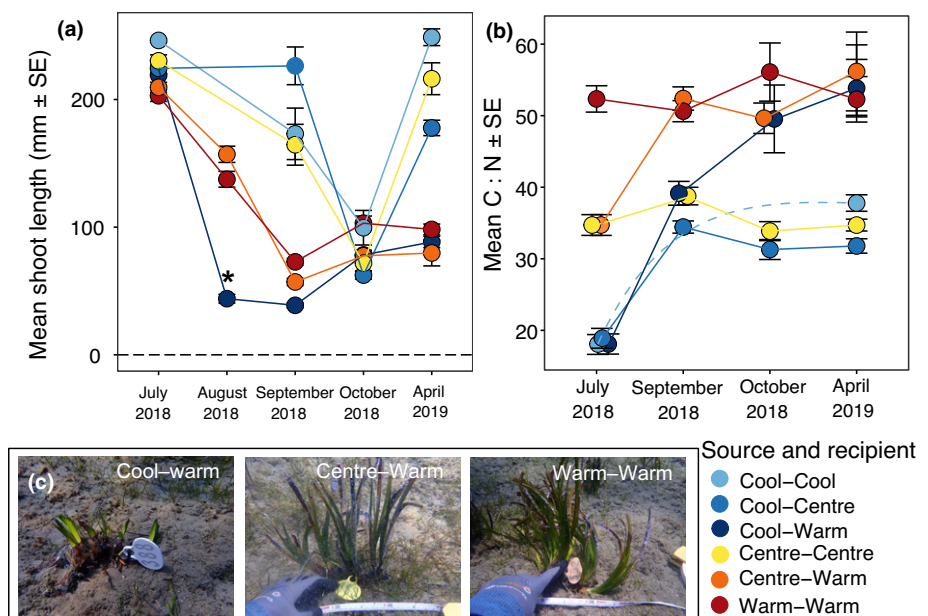 (a)
Mean shoot length (mm ± SE)
200
100
0
*
July
2018
August
2018
September
2018
October
2018
April
2019
(b)
Mean C : N ± SE
60
50
40
30
20
July
2018
September
2018
October
2018
April
2019
(c)
Cool–warm
Centre–Warm
Warm–Warm
Source and recipient
Cool–Cool
Cool–Centre
Cool–Warm
Centre–Centre
Centre–Warm
Warm–Warm